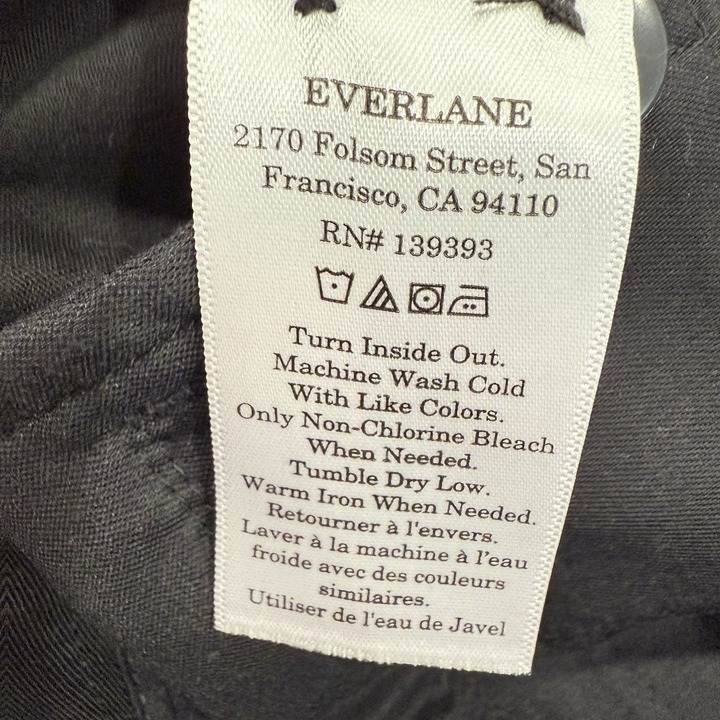 EVERLANE
2170 Folsom Street, San
Francisco, CA 94110
RN# 139393
Turn Inside Out.
Machine Wash Cold
With Like Colors.
Only Non-Chlorine Bleach
When Needed.
Tumble Dry Low.
Warm Iron When Needed.
Retourner à l'envers.
Laver à la machine à l'eau
froide avec des couleurs
similaires.
Utiliser de l'eau de Javel